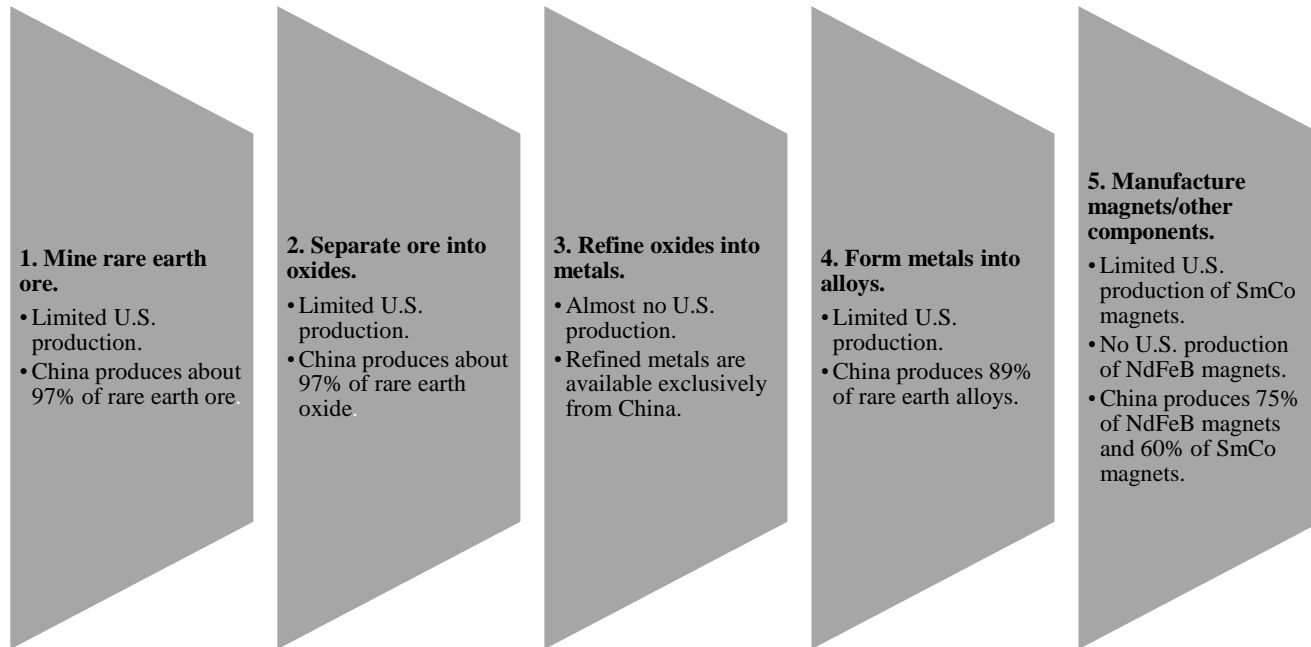 1. Mine rare earth
ore.
• Limited U.S.
production.
• China produces about
97% of rare earth ore.
2. Separate ore into
oxides.
• Limited U.S.
production.
• China produces about
97% of rare earth
oxide.
3. Refine oxides into
metals.
• Almost no U.S.
production.
• Refined metals are
available exclusively
from China.
4. Form metals into
alloys.
• Limited U.S.
production.
• China produces 89%
of rare earth alloys.
5. Manufacture
magnets/other
components.
• Limited U.S.
production of SmCo
magnets.
• No U.S. production
of NdFeB magnets.
• China produces 75%
of NdFeB magnets
and 60% of SmCo
magnets.